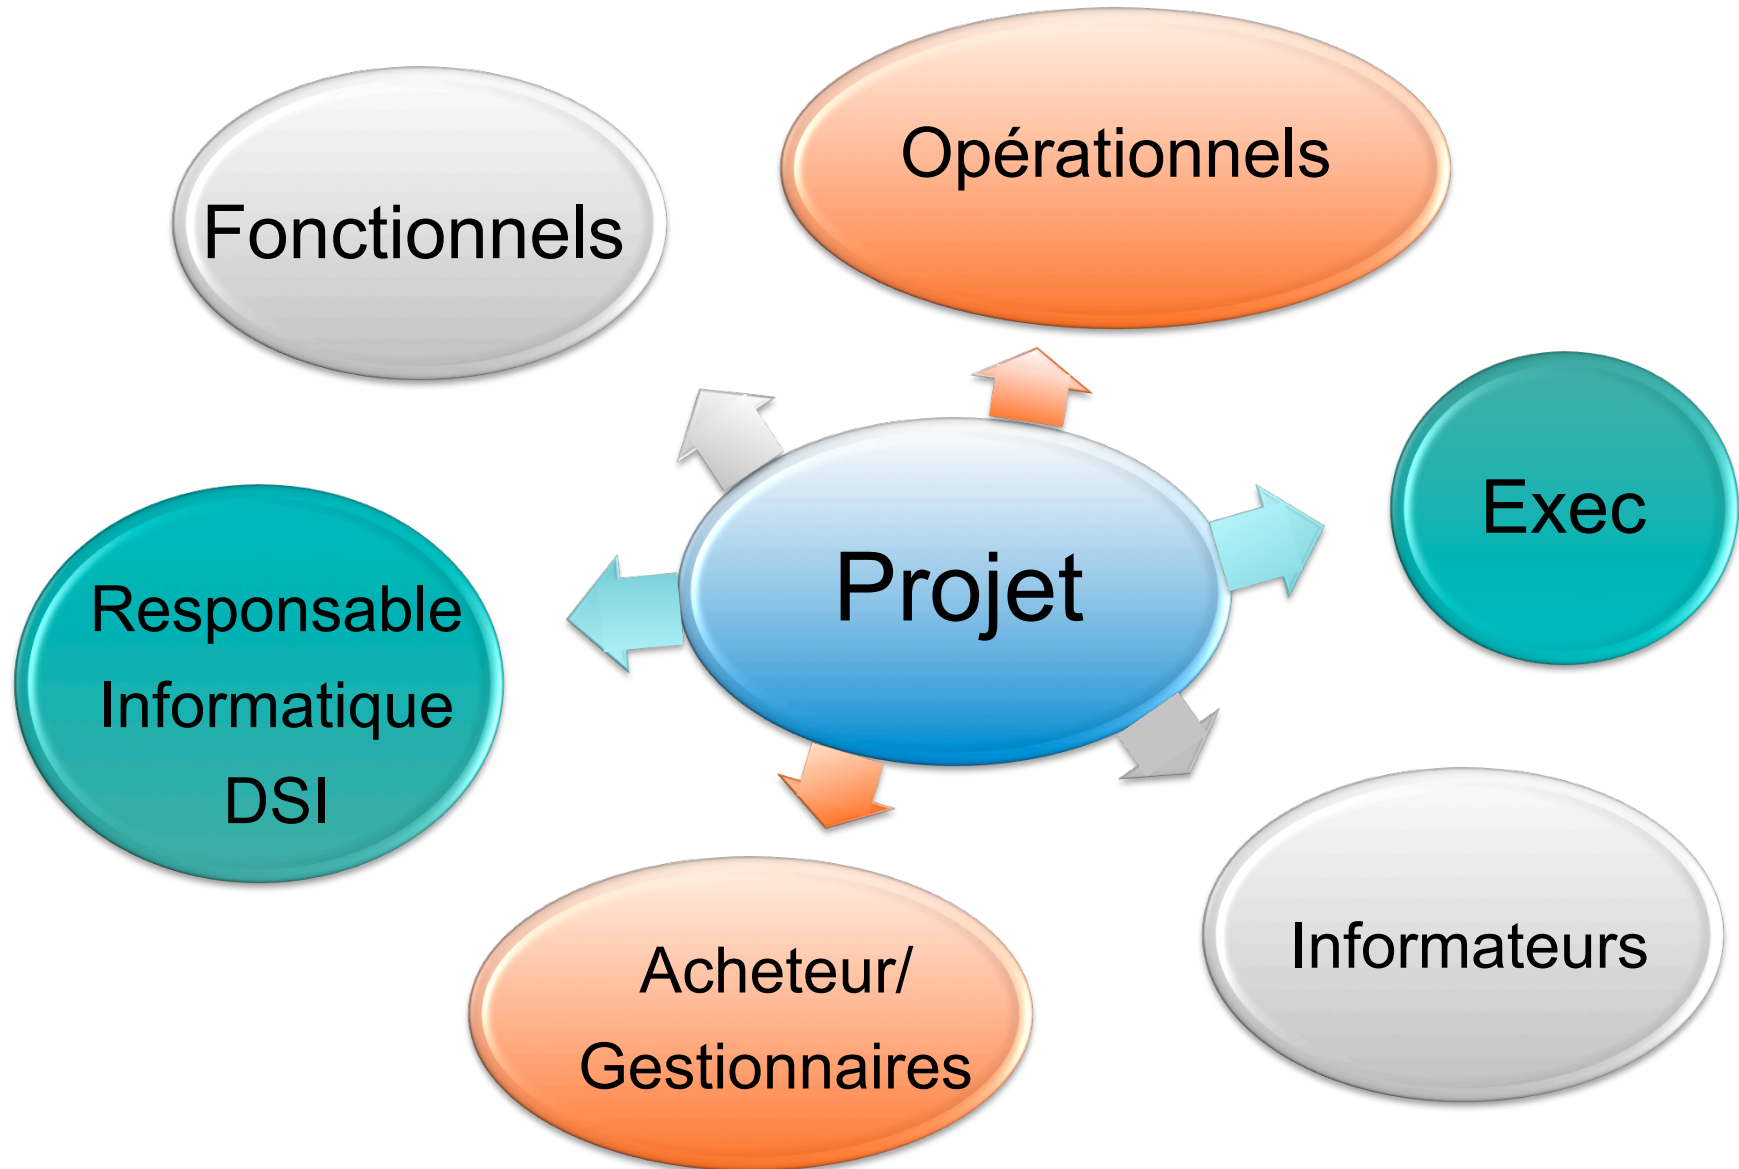 Opérationnels
Fonctionnels
Exec
Projet
Responsable
Informatique
DSI
Informateurs
Acheteur/
Gestionnaires